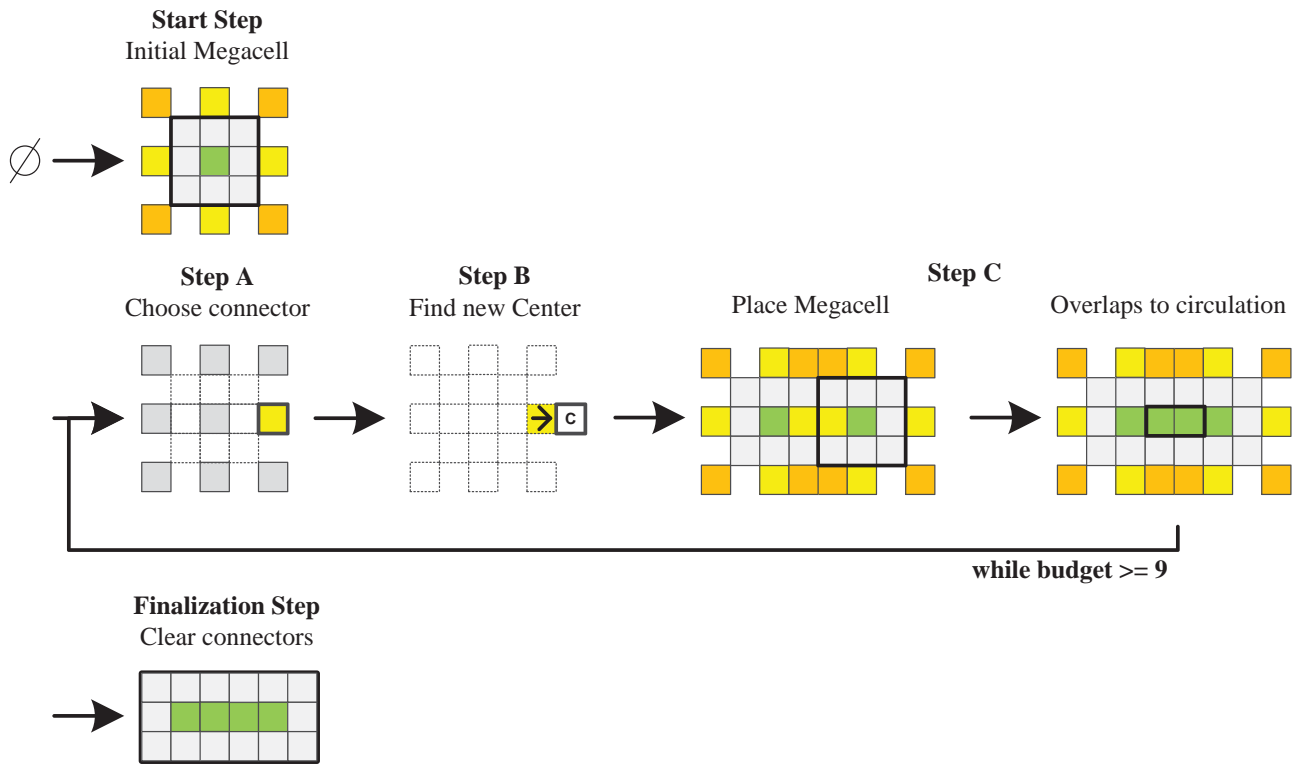 Start Step
Initial Megacell
∅
Step A
Choose connector
Step B
Find new Center
Step C
Place Megacell
Overlaps to circulation
C
while budget >= 9
Finalization Step
Clear connectors